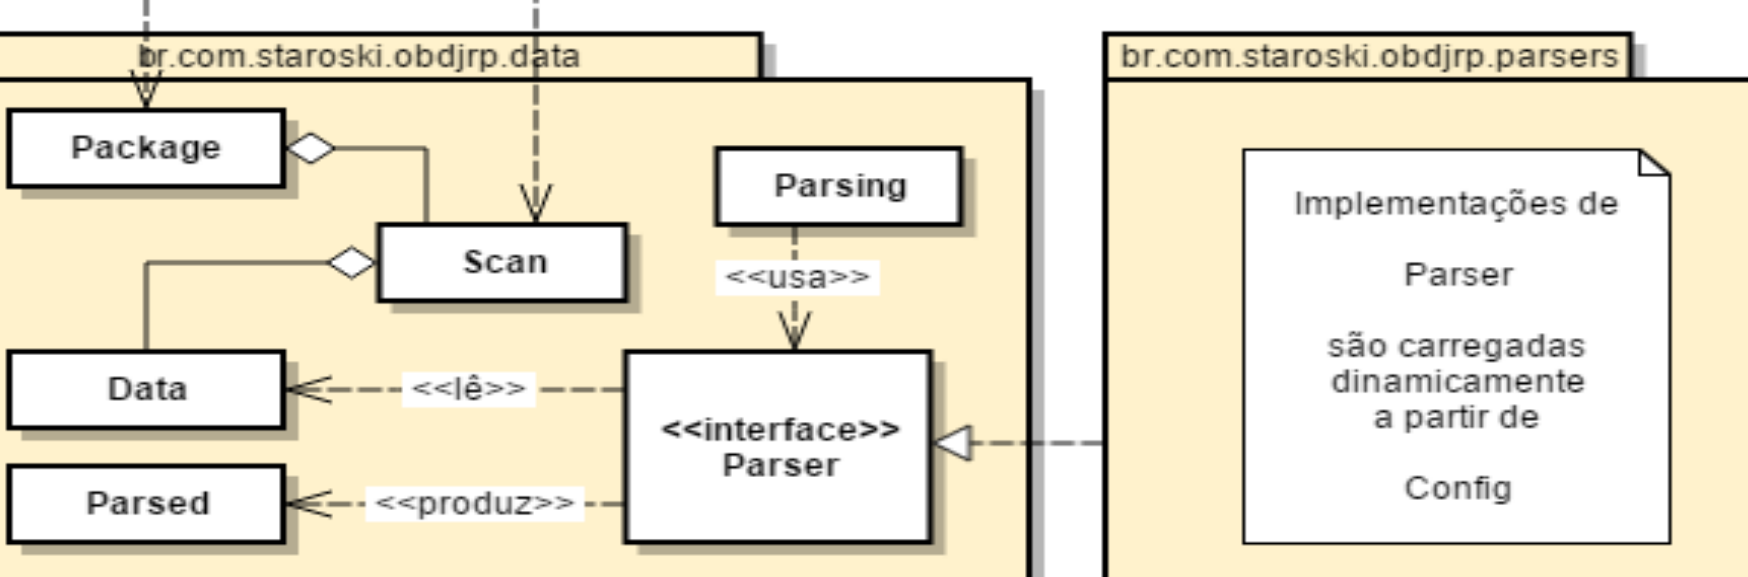 br.com.staroski.obdjrp.data
br.com.staroski.obdjrp.parsers
Package
Parsing
Scan
<<usa>>
Data
<<lê>>
<<interface>>
Parser
Parsed
<<produz>>
Implementações de
Parser
são carregadas
dinamicamente
a partir de
Config